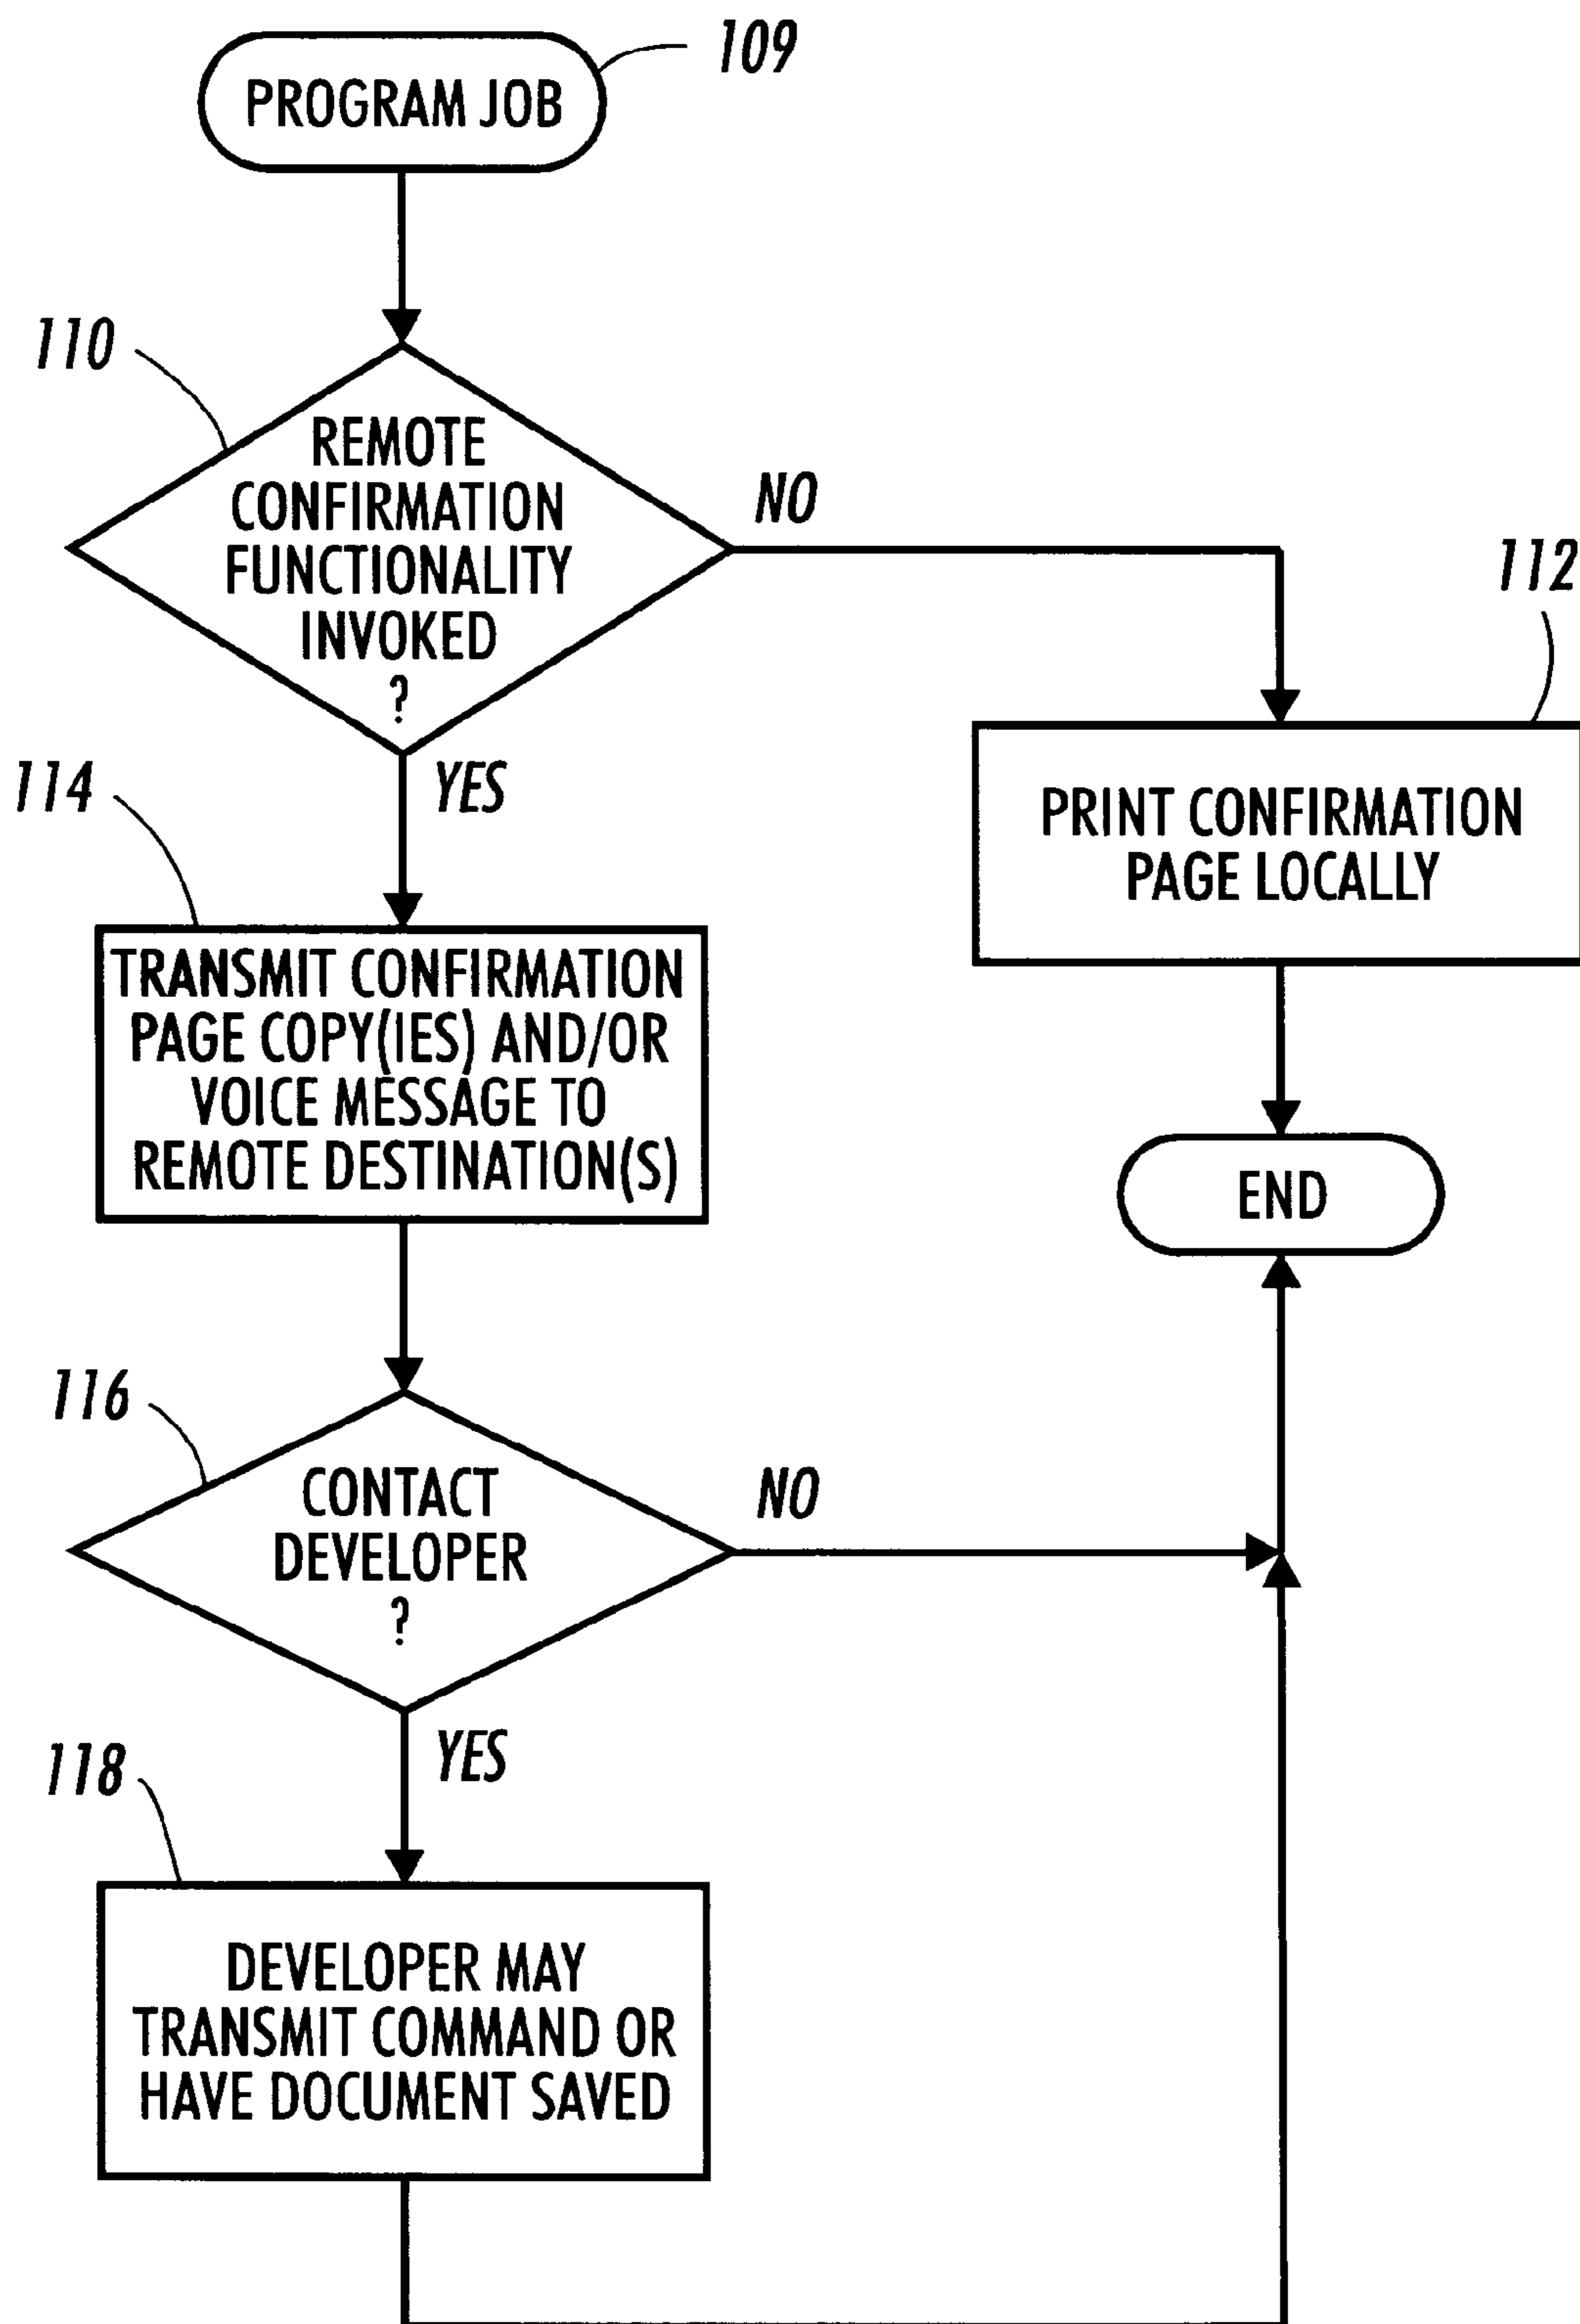 109
PROGRAM JOB
110
REMOTE
CONFIRMATION
FUNCTIONALITY
INVOKED
?
NO
112
YES
114
PRINT CONFIRMATION
PAGE LOCALLY
TRANSMIT CONFIRMATION
PAGE COPY(IES) AND/OR
VOICE MESSAGE TO
REMOTE DESTINATION(S)
END
116
CONTACT
DEVELOPER
?
NO
YES
118
DEVELOPER MAY
TRANSMIT COMMAND OR
HAVE DOCUMENT SAVED